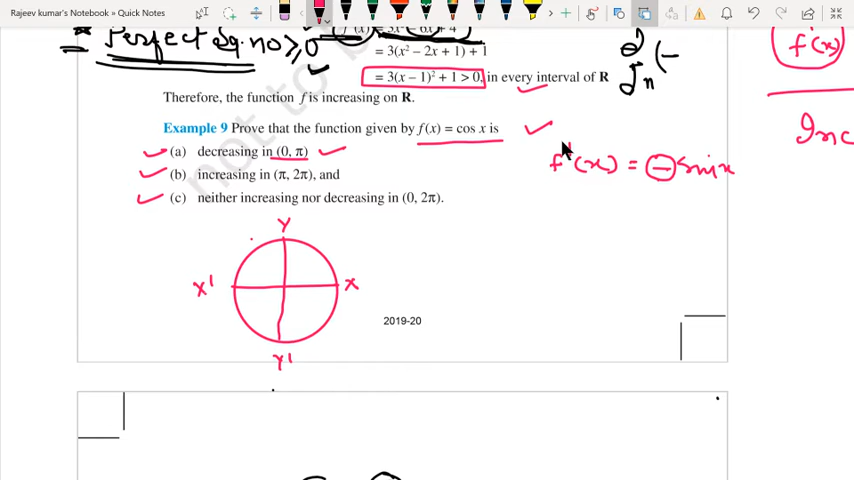 Rajeev kumar's Notebook » Quick Notes
Perfect Sq. no ≥ 0
= 3(x² – 2x + 1) + 1
= 3(x – 1)² + 1 > 0, in every interval of R
f'(x)
Therefore, the function f is increasing on R.
Inc
Example 9 Prove that the function given by f(x) = cos x is
(a) decreasing in (0, π)
f'(x) = – sinx
(b) increasing in (π, 2π), and
(c) neither increasing nor decreasing in (0, 2π).
Y
X' X
2019-20
Y'
not to b